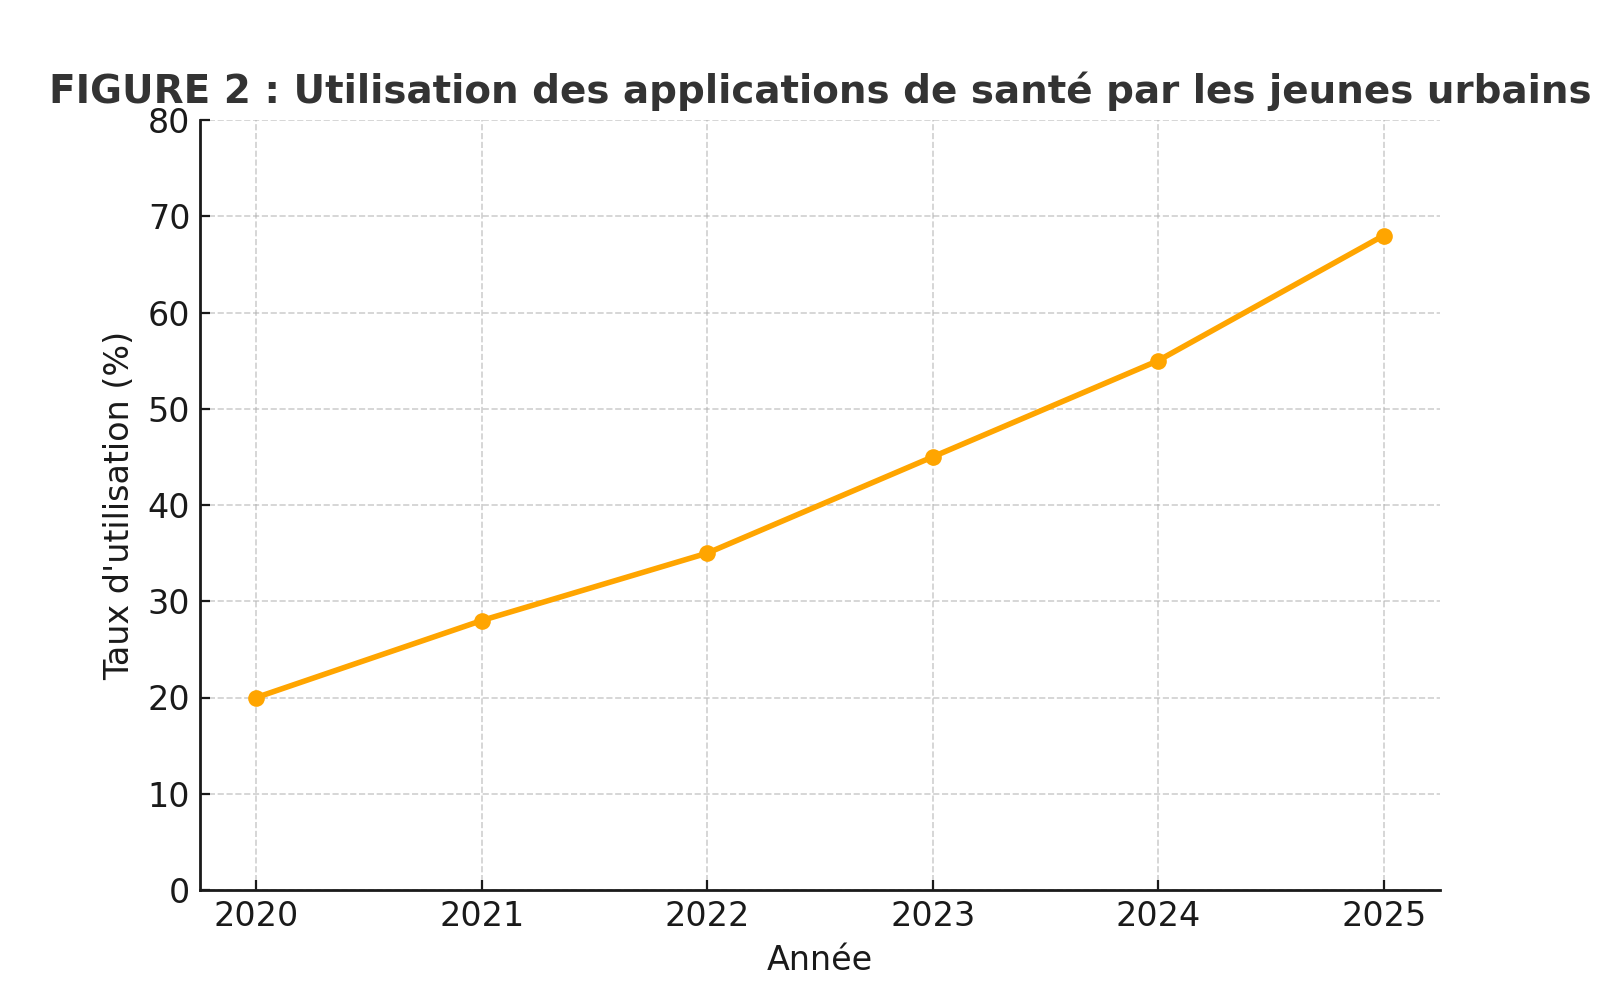 FIGURE 2 : Utilisation des applications de santé par les jeunes urbains
80
70
60
50
40
30
20
10
0
Taux d'utilisation (%)
2020 2021 2022 2023 2024 2025
Année